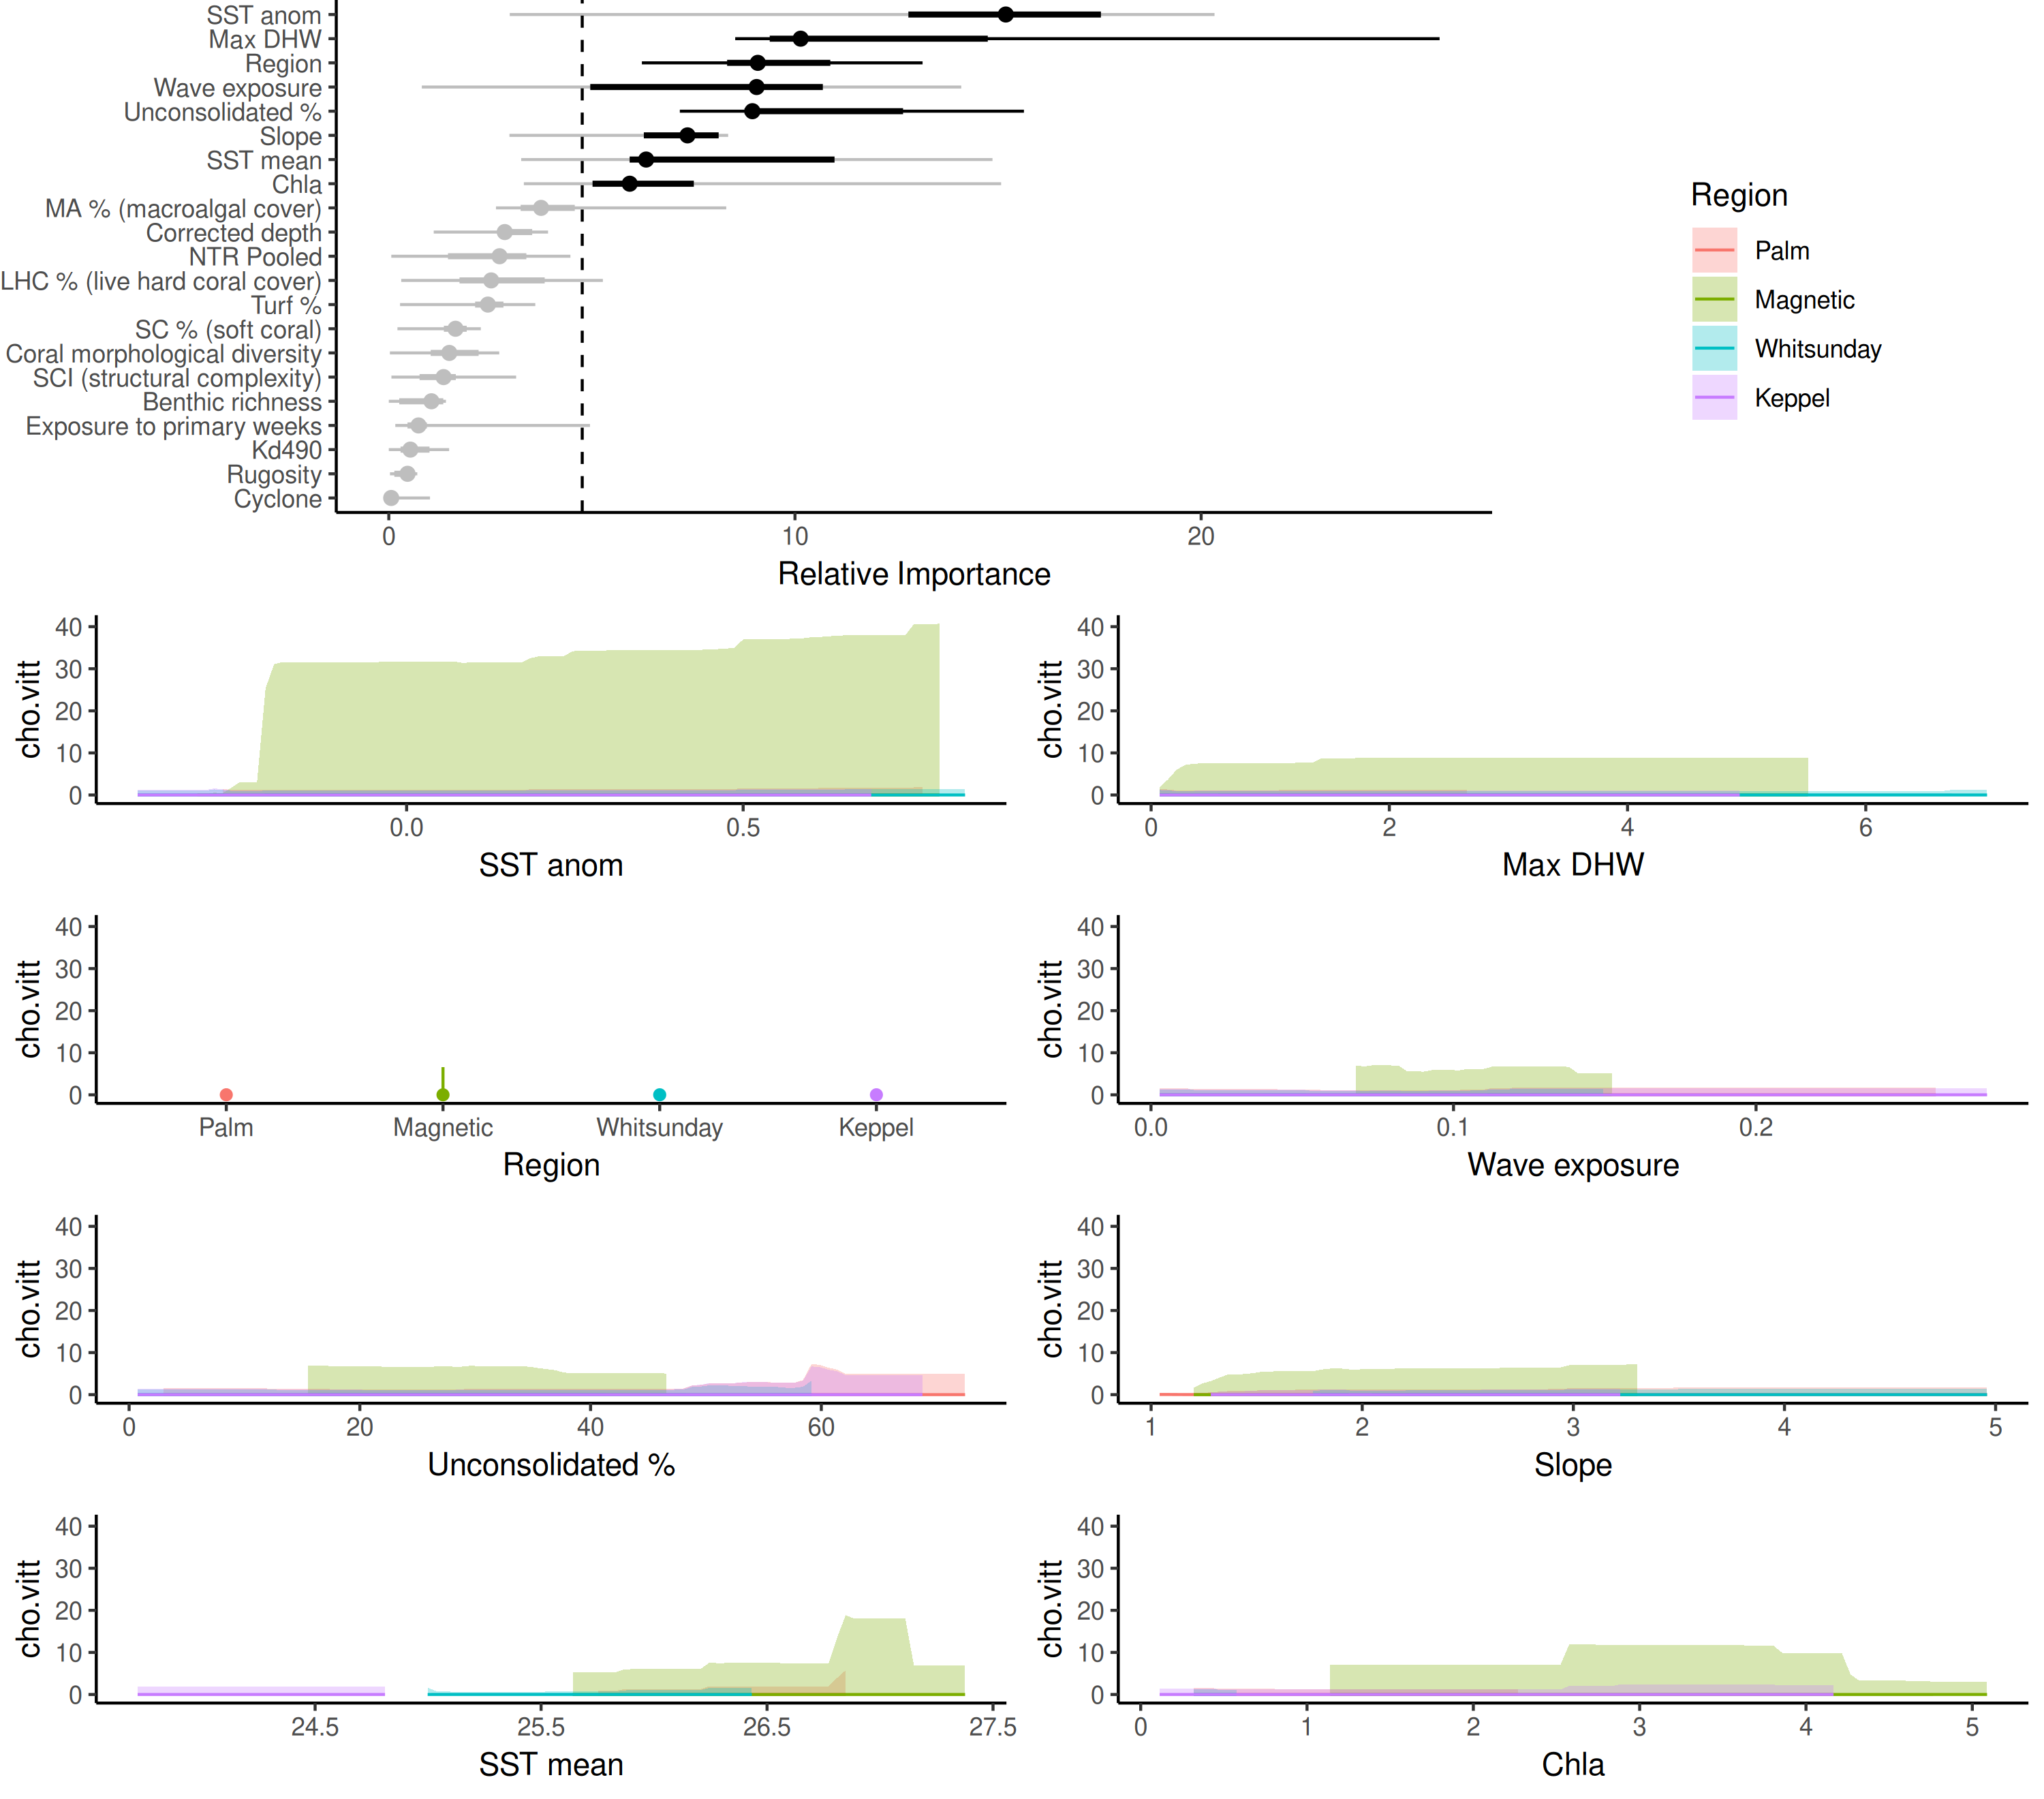 SST anom
Max DHW
Region
Wave exposure
Unconsolidated %
Slope
SST mean
Chla
MA % (macroalgal cover)
Corrected depth
NTR Pooled
LHC % (live hard coral cover)
Turf %
SC % (soft coral)
Coral morphological diversity
SCI (structural complexity)
Benthic richness
Exposure to primary weeks
Kd490
Rugosity
Cyclone
0 10 20
Relative Importance
Region
Palm
Magnetic
Whitsunday
Keppel
cho.vitt
40
30
20
10
0
0.0 0.5
SST anom
cho.vitt
40
30
20
10
0
0 2 4 6
Max DHW
cho.vitt
40
30
20
10
0
Palm Magnetic Whitsunday Keppel
Region
cho.vitt
40
30
20
10
0
0.0 0.1 0.2
Wave exposure
cho.vitt
40
30
20
10
0
0 20 40 60
Unconsolidated %
cho.vitt
40
30
20
10
0
1 2 3 4 5
Slope
cho.vitt
40
30
20
10
0
24.5 25.5 26.5 27.5
SST mean
cho.vitt
40
30
20
10
0
0 1 2 3 4 5
Chla